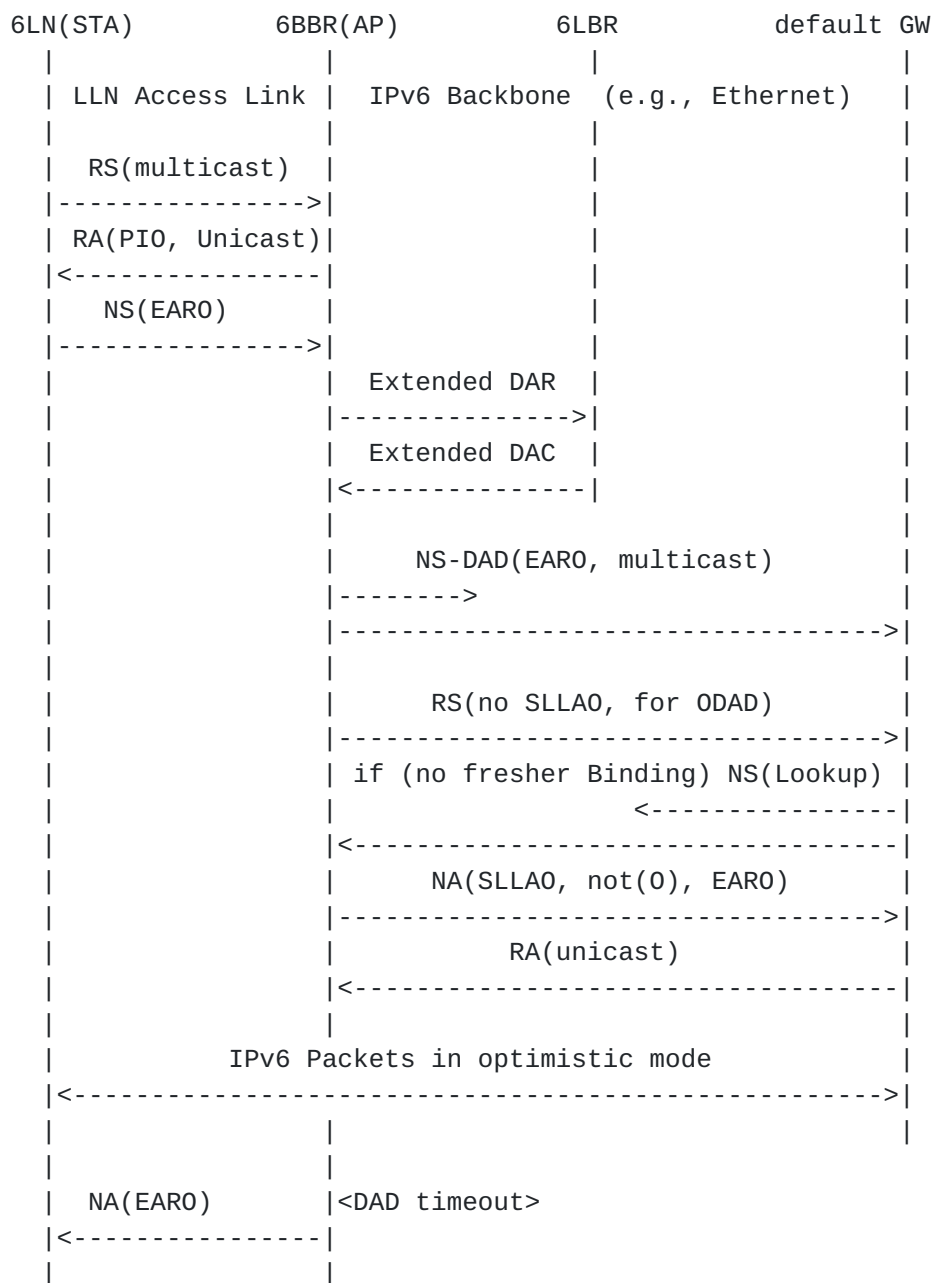 6LN(STA) 6BBR(AP) 6LBR default GW
LLN Access Link IPv6 Backbone (e.g., Ethernet)
RS(multicast)
RA(PIO, Unicast)
NS(EARO)
Extended DAR
Extended DAC
NS-DAD(EARO, multicast)
RS(no SLLAO, for ODAD)
if (no fresher Binding) NS(Lookup)
NA(SLLAO, not(O), EARO)
RA(unicast)
IPv6 Packets in optimistic mode
NA(EARO) <DAD timeout>